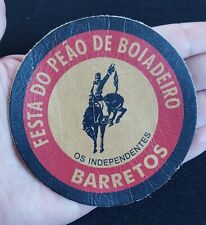 FESTA DO PEÃO DE BOIADEIRO
OS INDEPENDENTES
BARRETOS